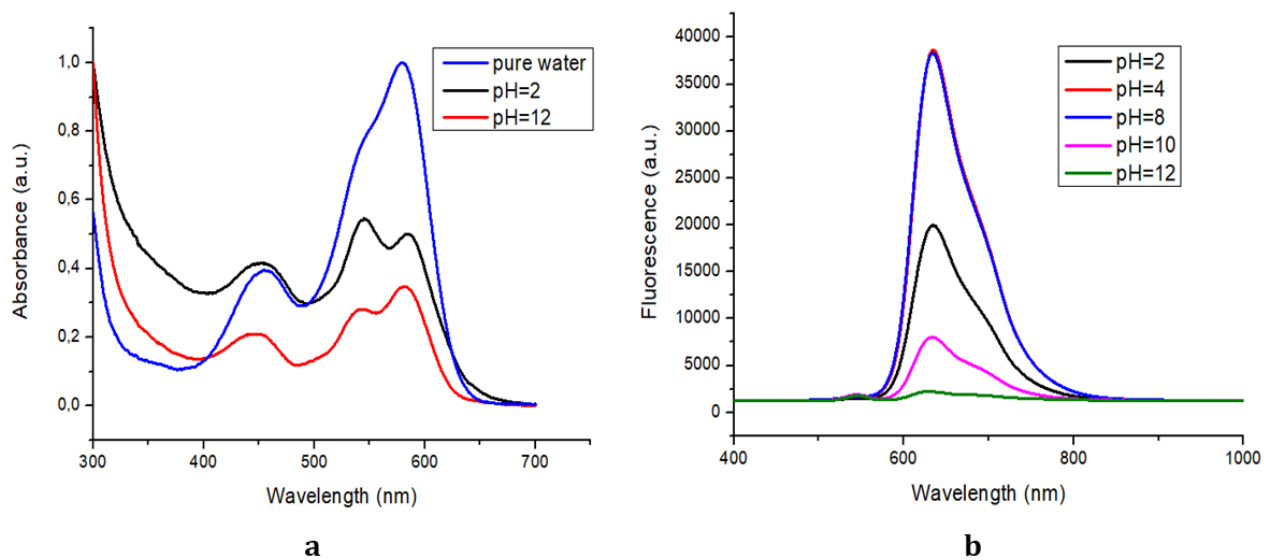 Absorbance (a.u.)
1,0
0,8
0,6
0,4
0,2
0,0
300
400
500
600
700
Wavelength (nm)
pure water
pH=2
pH=12
a
Fluorescence (a.u.)
40000
35000
30000
25000
20000
15000
10000
5000
0
400
600
800
1000
Wavelength (nm)
pH=2
pH=4
pH=8
pH=10
pH=12
b